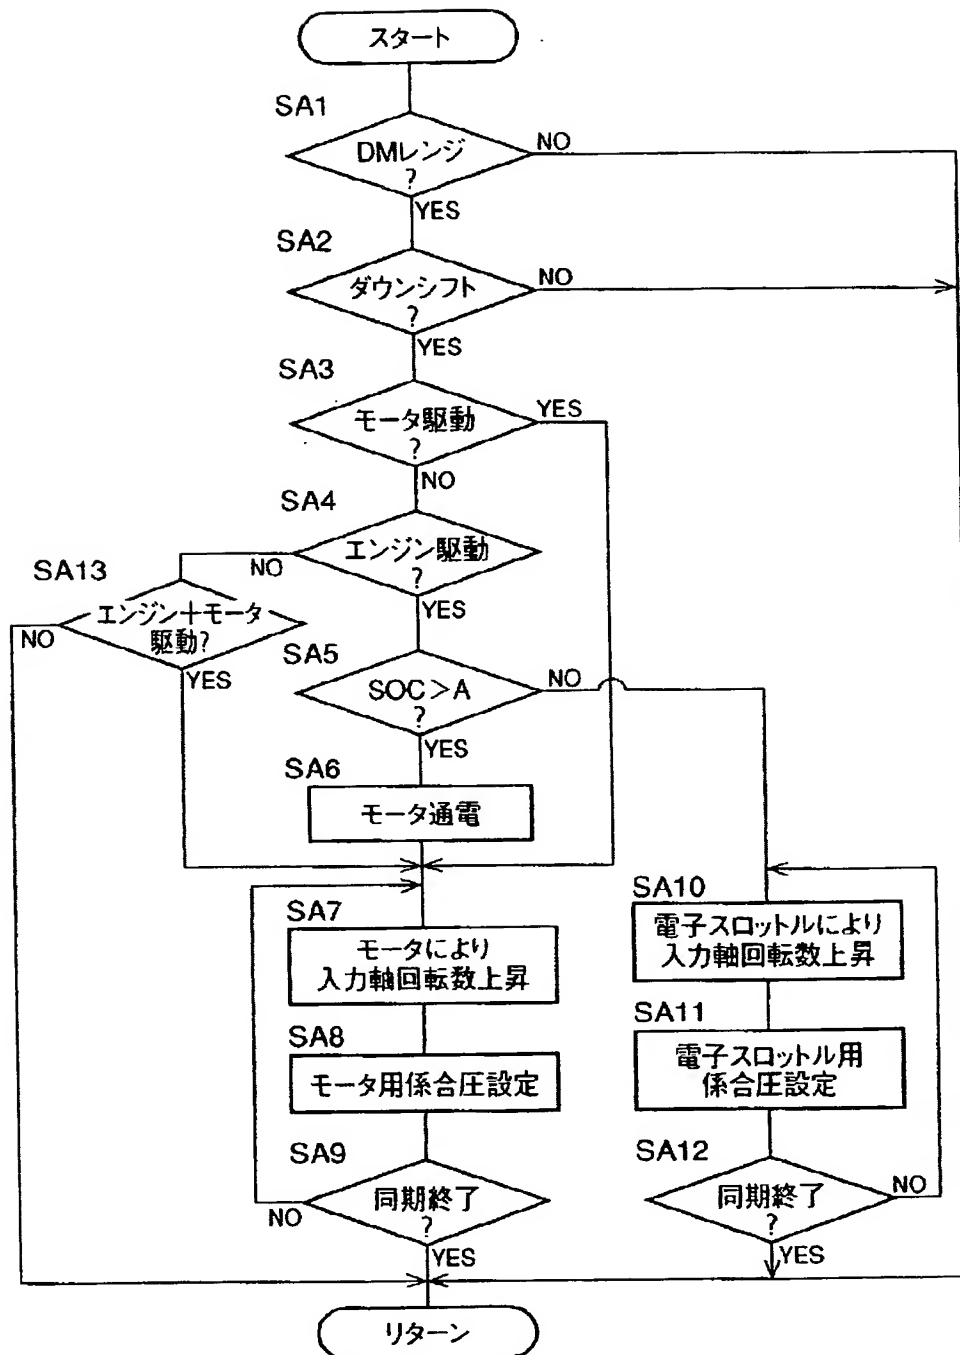 スタート
SA1
DMレンジ
?
NO
YES
SA2
ダウンシフト
?
NO
YES
SA3
モータ駆動
?
YES
NO
SA4
エンジン駆動
?
NO
YES
SA13
エンジン+モータ
駆動?
NO
YES
SA5
SOC>A
?
NO
YES
SA6
モータ通電
SA7
モータにより
入力軸回転数上昇
SA8
モータ用係合圧設定
SA9
同期終了
?
NO
YES
SA10
電子スロットルにより
入力軸回転数上昇
SA11
電子スロットル用
係合圧設定
SA12
同期終了
?
NO
YES
リターン